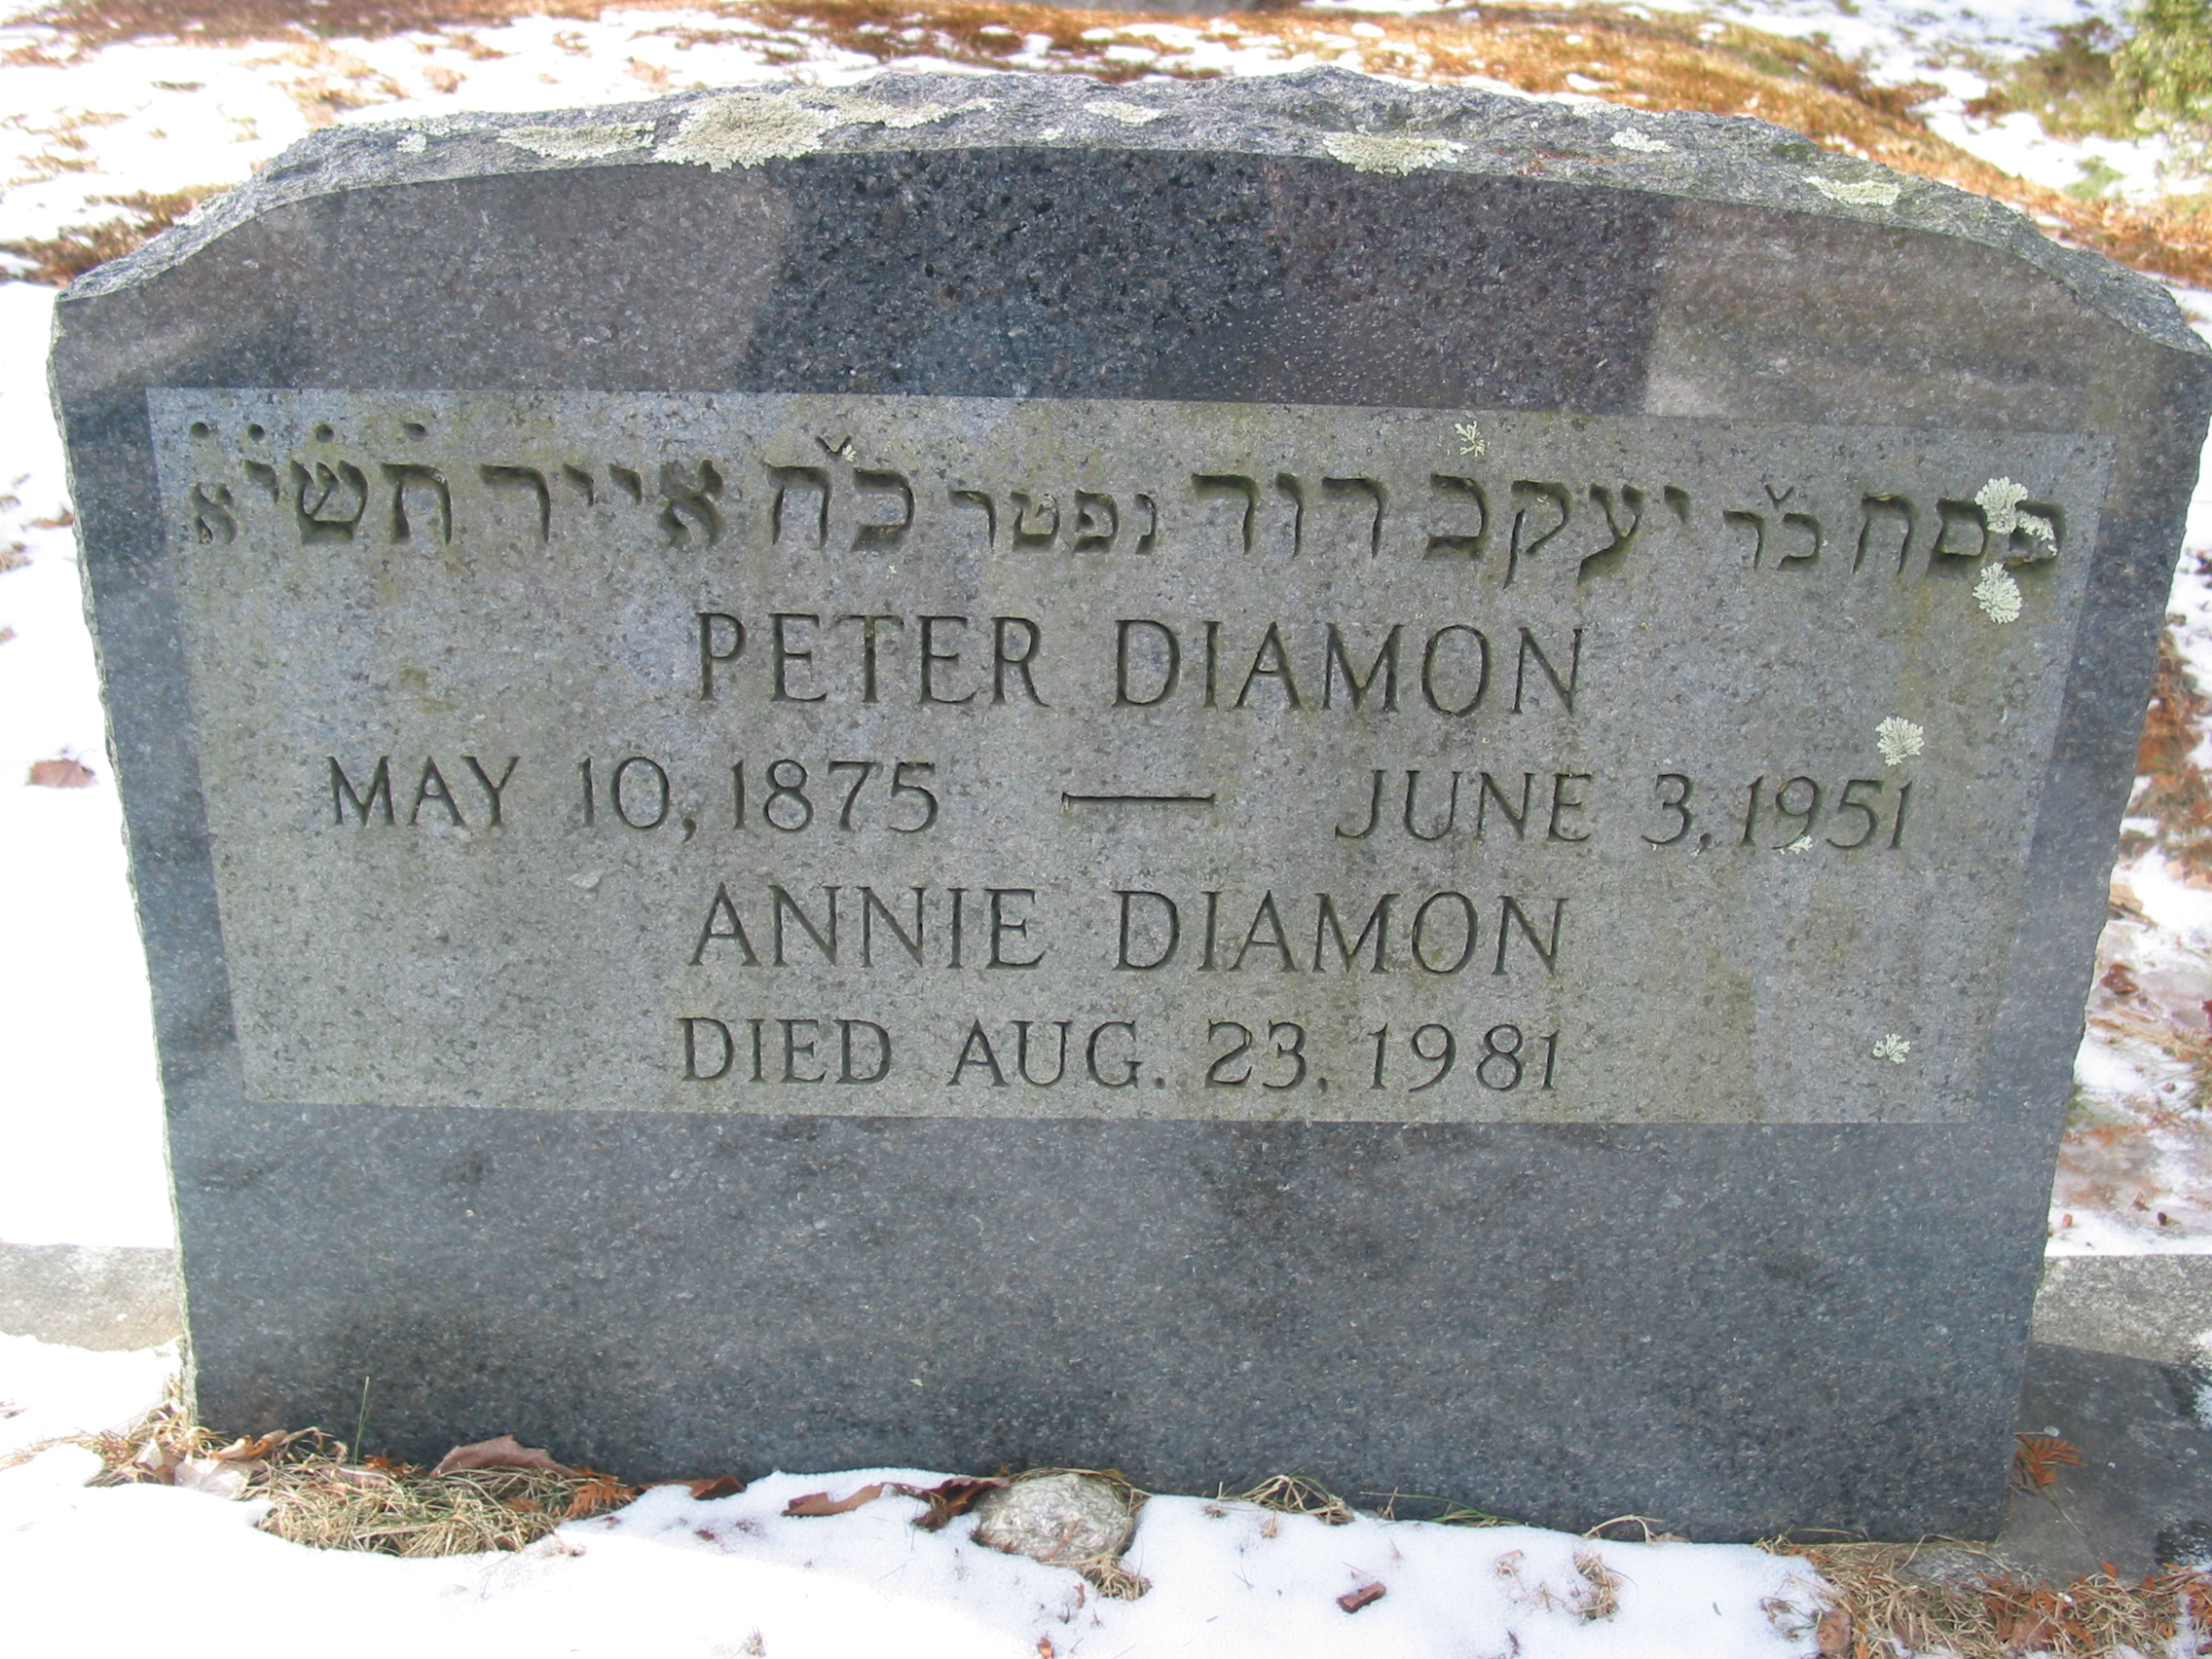 פסח כ״ר יעקב דוד נפטר כ״ח אייר תׄשׄיׄאׄ
PETER DIAMON
MAY 10, 1875 — JUNE 3, 1951
ANNIE DIAMON
DIED AUG. 23, 1981